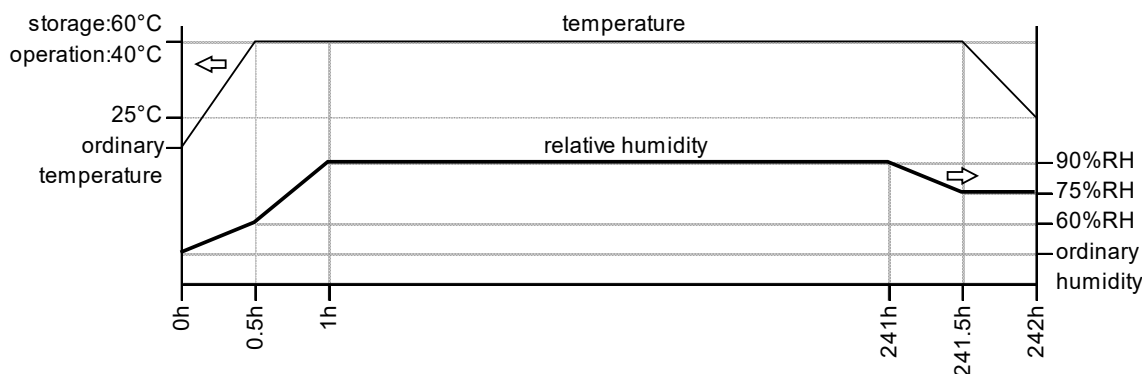 storage:60°C
operation:40°C
temperature
25°C
ordinary
temperature
relative humidity
90%RH
75%RH
60%RH
ordinary
humidity
0h
0.5h
1h
241h
241.5h
242h